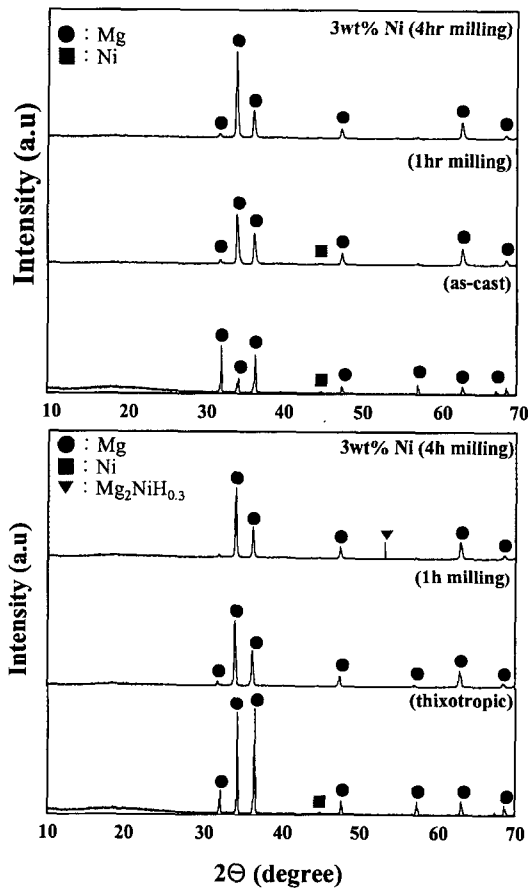 ● : Mg
■ : Ni
3wt% Ni (4hr milling)
(1hr milling)
(as-cast)
Intensity (a.u)
10 20 30 40 50 60 70
● : Mg
■ : Ni
▼ : Mg₂NiH₀.₃
3wt% Ni (4h milling)
(1h milling)
(thixotropic)
Intensity (a.u)
10 20 30 40 50 60 70
2Θ (degree)